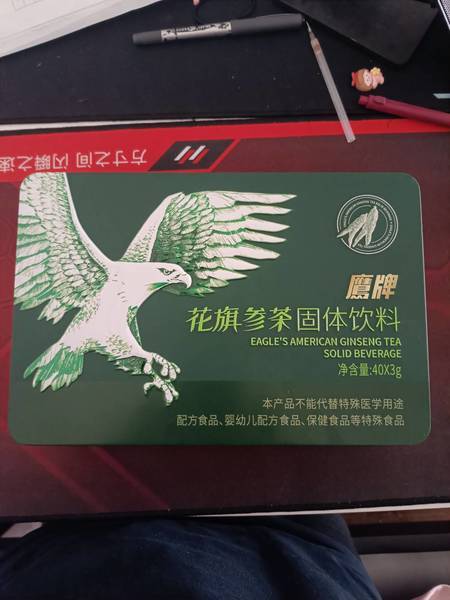 方寸之间 闪瞬之速
鹰牌
花旗参茶固体饮料
EAGLE'S AMERICAN GINSENG TEA
SOLID BEVERAGE
净含量:40X3g
本产品不能代替特殊医学用途
配方食品、婴幼儿配方食品、保健食品等特殊食品